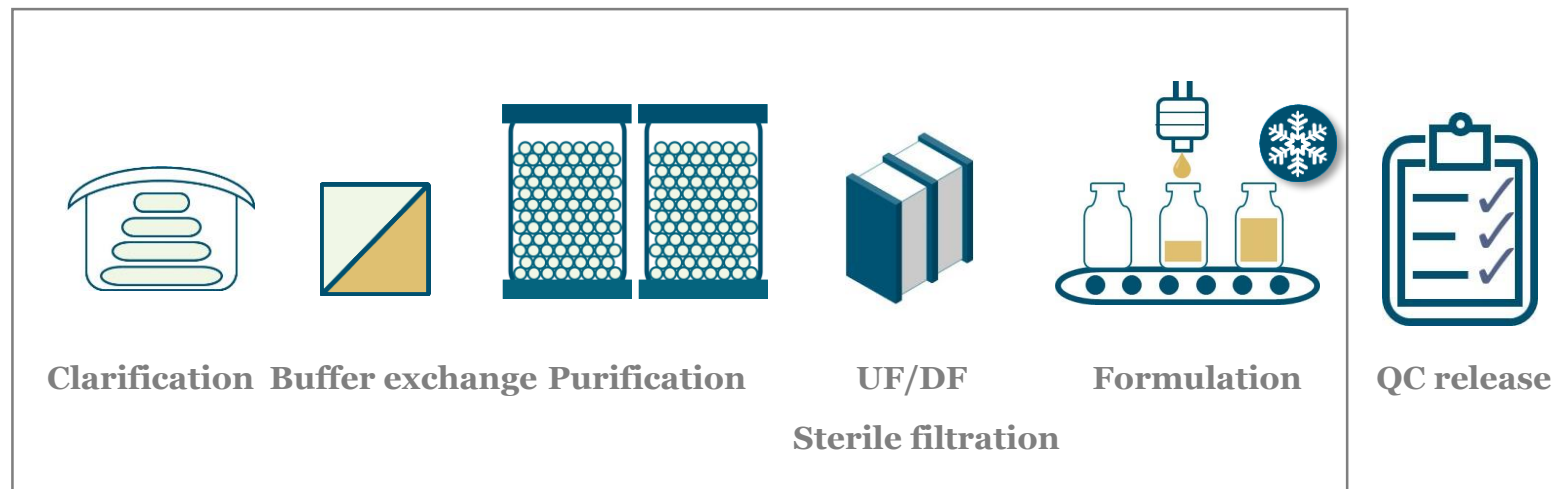 Clarification Buffer exchange Purification UF/DF Formulation QC release
Sterile filtration